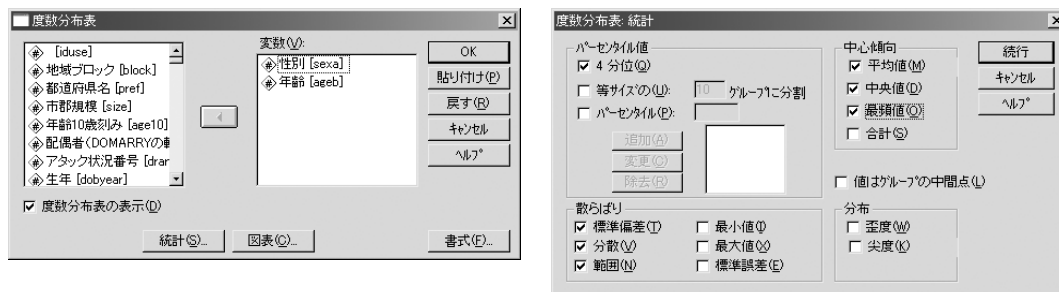 度数分布表
[iduse]
地域ブロック [block]
都道府県名 [pref]
市郡規模 [size]
年齢10歳刻み [age10]
配偶者(DOMARRYの
アタック状況番号 [drar
生年 [dobyear]
度数分布表の表示(D)
変数(V):
性別 [sexa]
年齢 [ageb]
OK
貼り付け(P)
戻す(R)
キャンセル
ヘルプ
統計(S)...
図表(C)...
書式(F)...
度数分布表: 統計
パーセンタイル値
4 分位(Q)
等サイズの(U): 10 グループに分割
パーセンタイル(P):
追加(A)
変更(C)
除去(R)
中心傾向
平均値(M)
中央値(D)
最頻値(O)
合計(S)
続行
キャンセル
ヘルプ
値はグループの中間点(L)
散らばり
標準偏差(T)
分散(V)
範囲(N)
最小値(I)
最大値(X)
標準誤差(E)
分布
歪度(W)
尖度(K)